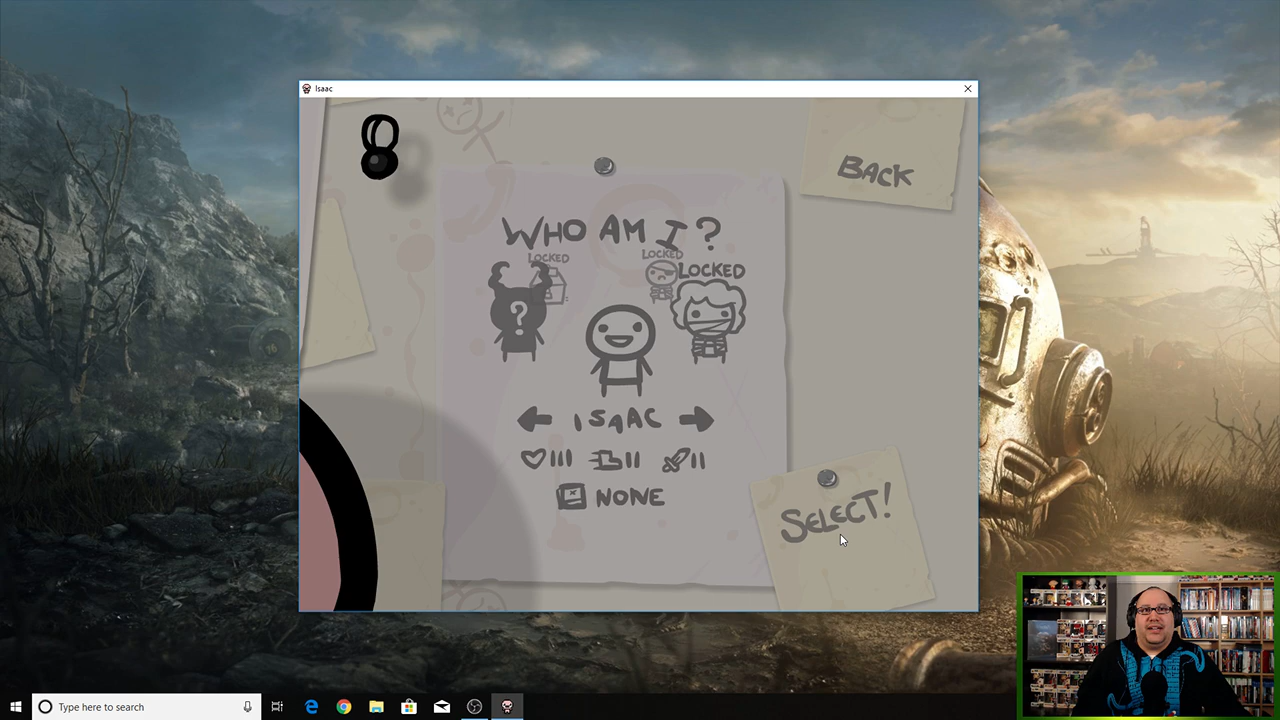 Isaac
BACK
WHO AM I?
LOCKED
LOCKED
LOCKED
?
ISAAC
NONE
SELECT!
Type here to search